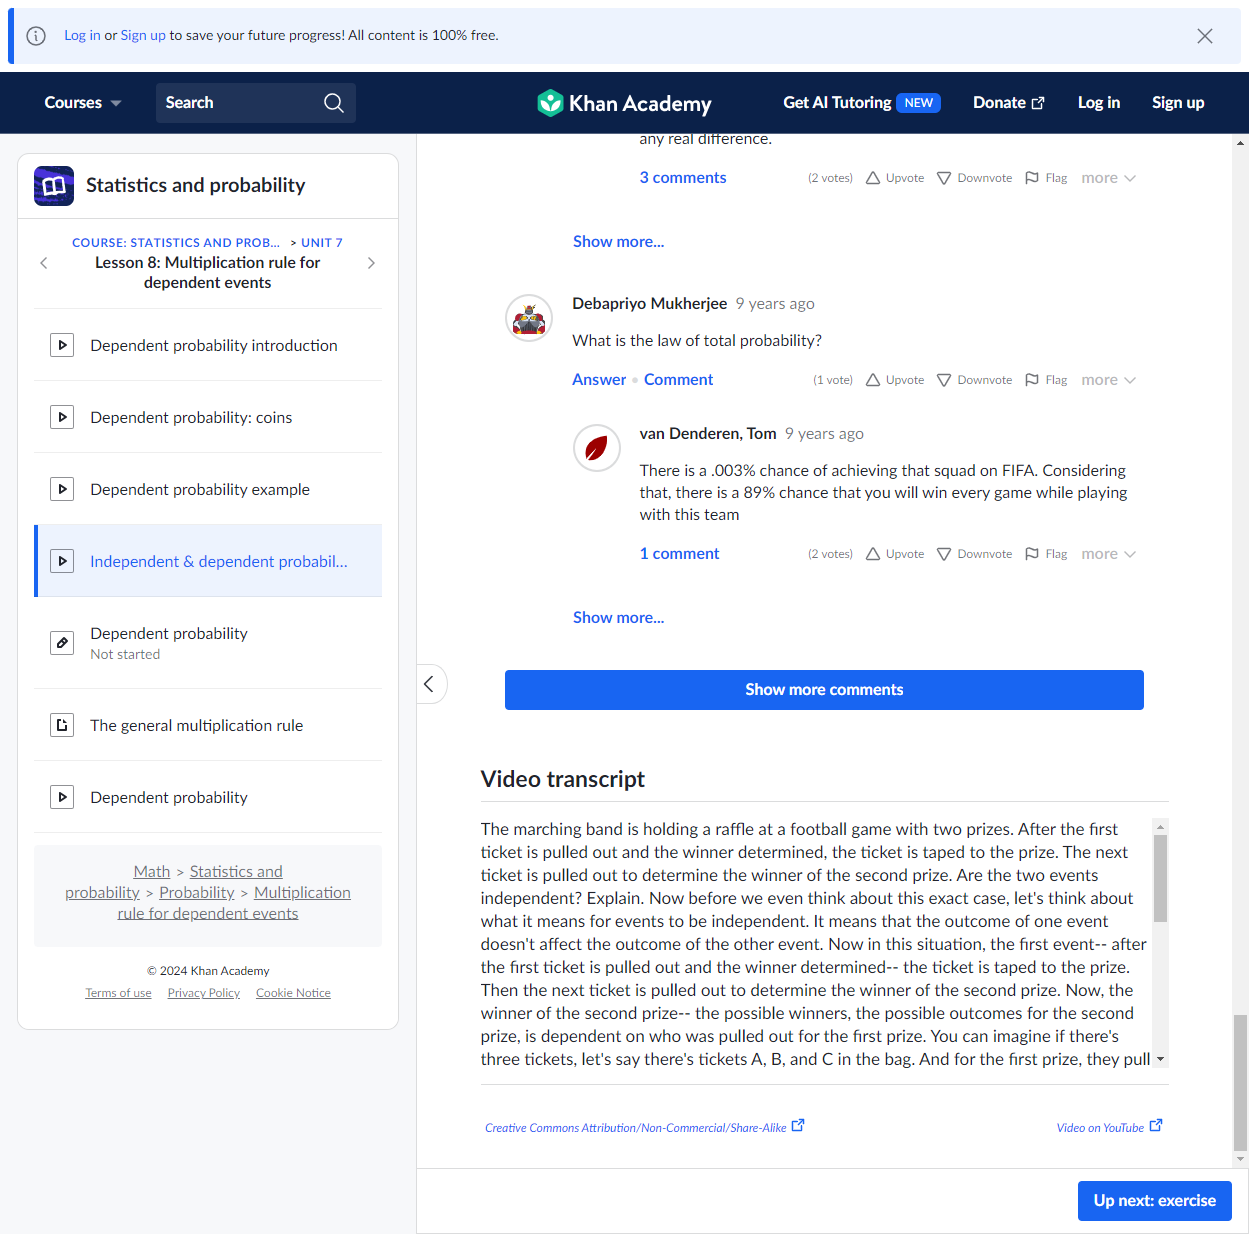 Log in or Sign up to save your future progress! All content is 100% free.
Courses
Search
Khan Academy
Get AI Tutoring NEW
Donate
Log in
Sign up
Statistics and probability
COURSE: STATISTICS AND PROB... > UNIT 7
Lesson 8: Multiplication rule for
dependent events
Dependent probability introduction
Dependent probability: coins
Dependent probability example
Independent & dependent probabil...
Dependent probability
Not started
The general multiplication rule
Dependent probability
Math > Statistics and
probability > Probability > Multiplication
rule for dependent events
© 2024 Khan Academy
Terms of use Privacy Policy Cookie Notice
any real difference.
3 comments (2 votes) Upvote Downvote Flag more
Show more...
Debapriyo Mukherjee 9 years ago
What is the law of total probability?
Answer • Comment (1 vote) Upvote Downvote Flag more
van Denderen, Tom 9 years ago
There is a .003% chance of achieving that squad on FIFA. Considering
that, there is a 89% chance that you will win every game while playing
with this team
1 comment (2 votes) Upvote Downvote Flag more
Show more...
Show more comments
Video transcript
The marching band is holding a raffle at a football game with two prizes. After the first
ticket is pulled out and the winner determined, the ticket is taped to the prize. The next
ticket is pulled out to determine the winner of the second prize. Are the two events
independent? Explain. Now before we even think about this exact case, let's think about
what it means for events to be independent. It means that the outcome of one event
doesn't affect the outcome of the other event. Now in this situation, the first event-- after
the first ticket is pulled out and the winner determined-- the ticket is taped to the prize.
Then the next ticket is pulled out to determine the winner of the second prize. Now, the
winner of the second prize-- the possible winners, the possible outcomes for the second
prize, is dependent on who was pulled out for the first prize. You can imagine if there's
three tickets, let's say there's tickets A, B, and C in the bag. And for the first prize, they pull
Creative Commons Attribution/Non-Commercial/Share-Alike
Video on YouTube
Up next: exercise